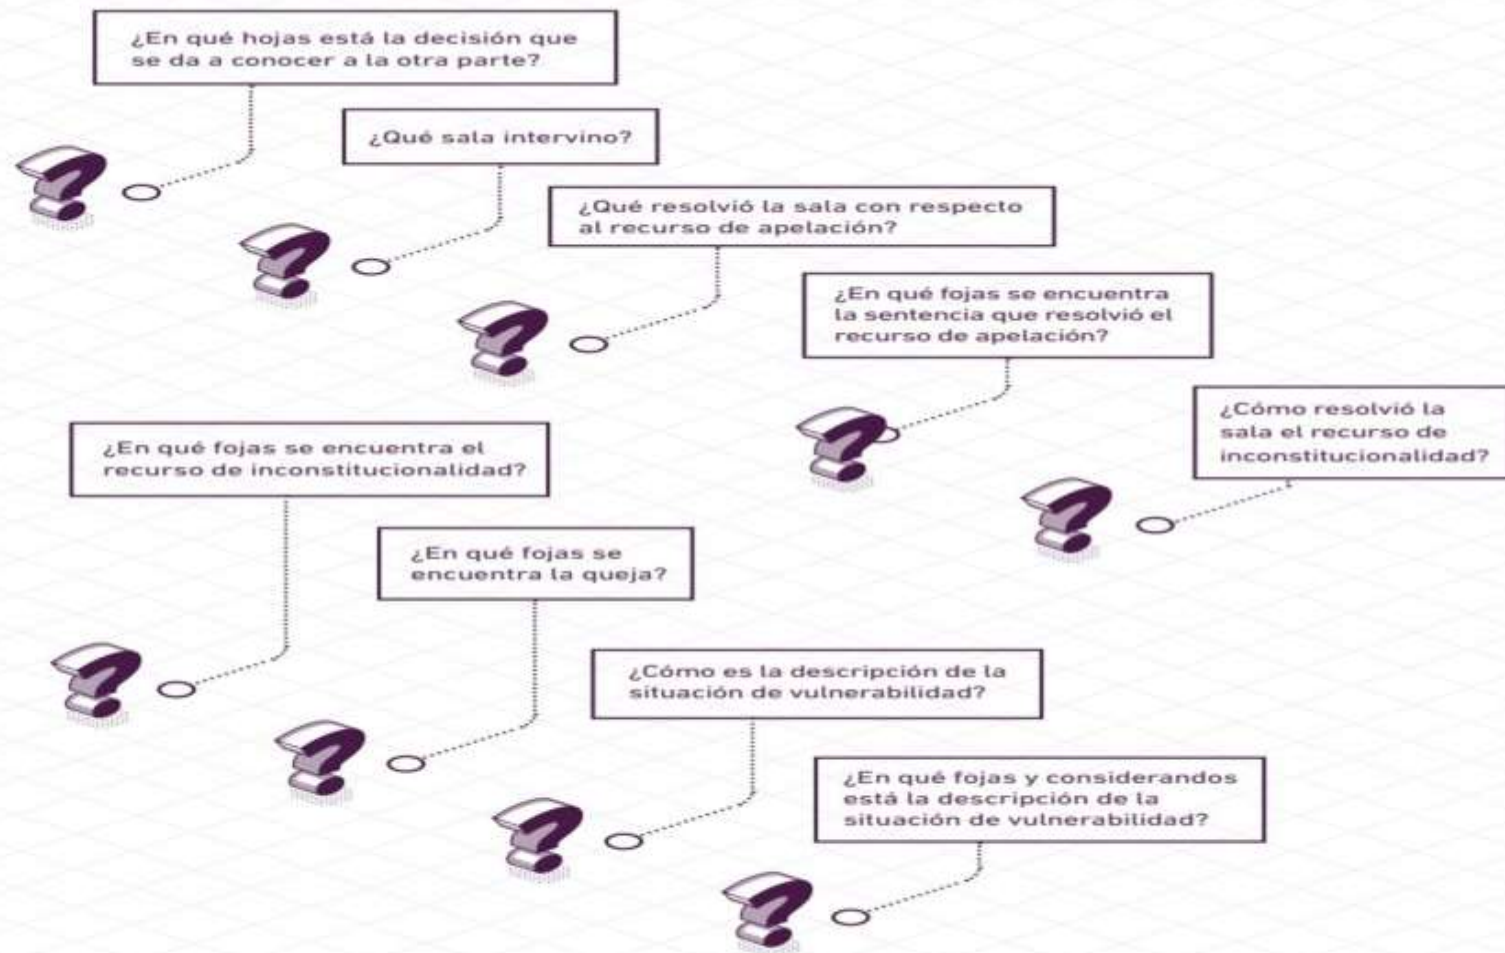 ¿En qué hojas está la decisión que
se da a conocer a la otra parte?
¿Qué sala intervino?
¿Qué resolvió la sala con respecto
al recurso de apelación?
¿En qué fojas se encuentra
la sentencia que resolvió el
recurso de apelación?
¿Cómo resolvió la
sala el recurso de
inconstitucionalidad?
¿En qué fojas se encuentra el
recurso de inconstitucionalidad?
¿En qué fojas se
encuentra la queja?
¿Cómo es la descripción de la
situación de vulnerabilidad?
¿En qué fojas y considerandos
está la descripción de la
situación de vulnerabilidad?